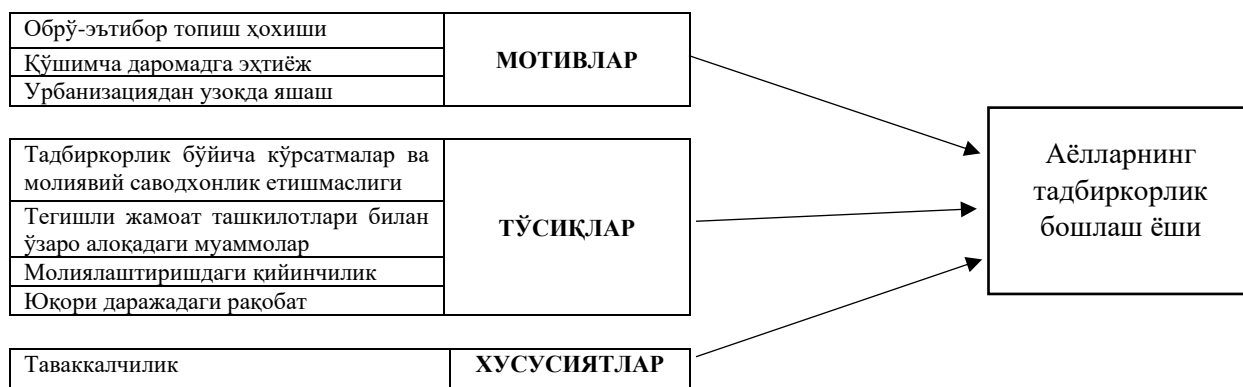 Обрў-эътибор топиш ҳохиши
Қўшимча даромадга эҳтиёж
Урбанизациядан узоқда яшаш
МОТИВЛАР
Тадбиркорлик бўйича кўрсатмалар ва
молиявий саводхонлик етишмаслиги
Тегишли жамоат ташкилотлари билан
ўзаро алоқадаги муаммолар
Молиялаштиришдаги қийинчилик
Юқори даражадаги рақобат
ТЎСИҚЛАР
Таваккалчилик
ХУСУСИЯТЛАР
Аёлларнинг
тадбиркорлик
бошлаш ёши